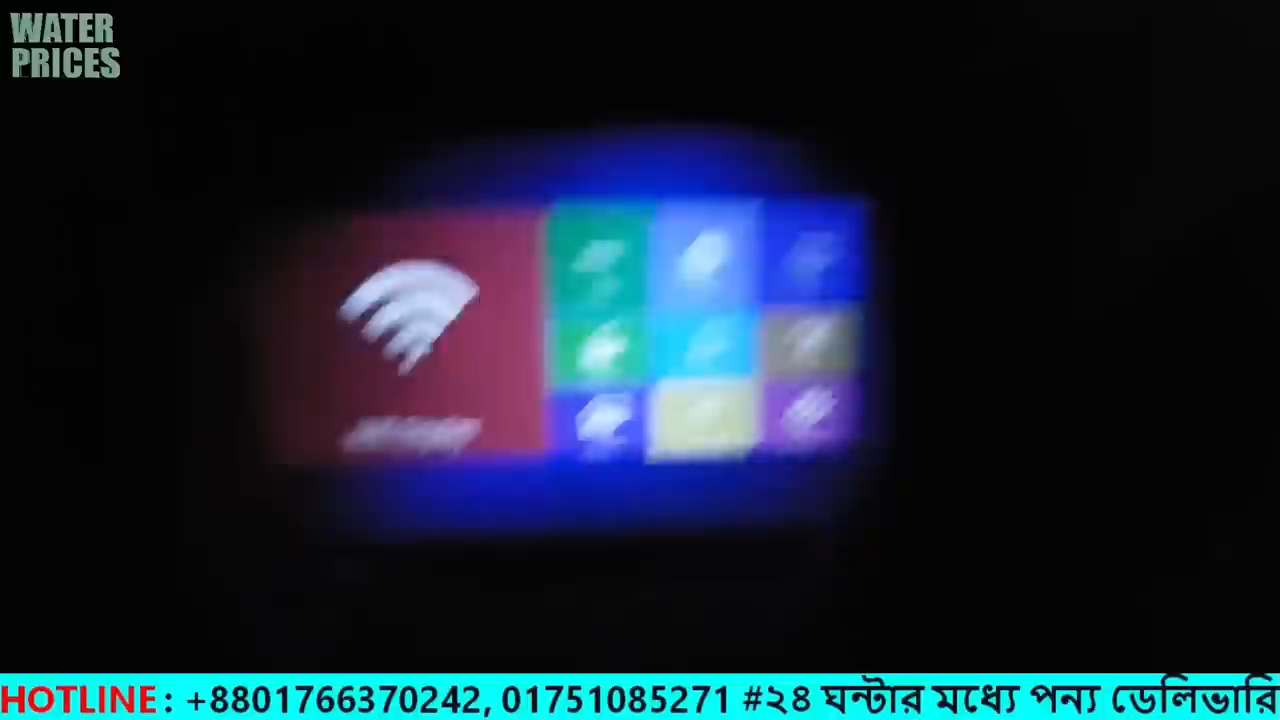 WATER
PRICES
HOTLINE : +8801766370242, 01751085271 #২৪ ঘন্টার মধ্যে পন্য ডেলিভারি